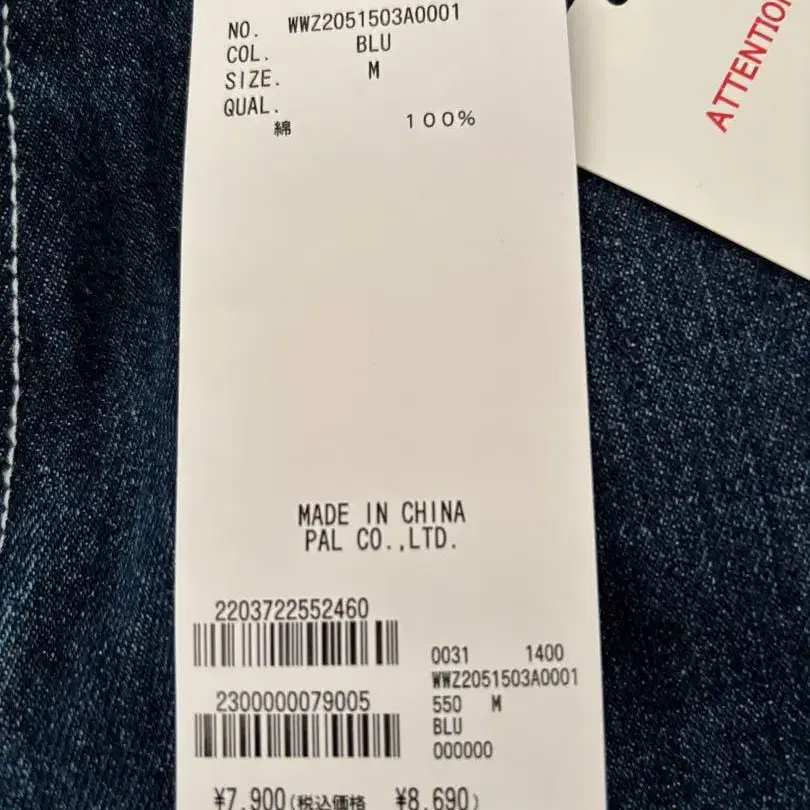 NO. WWZ2051503A0001
COL. BLU
SIZE. M
QUAL.
綿 100%
ATTENTION
MADE IN CHINA
PAL CO.,LTD.
2203722552460
0031 1400
WWZ2051503A0001
2300000079005
550 M
BLU
000000
¥7,900(税込価格 ¥8,690)